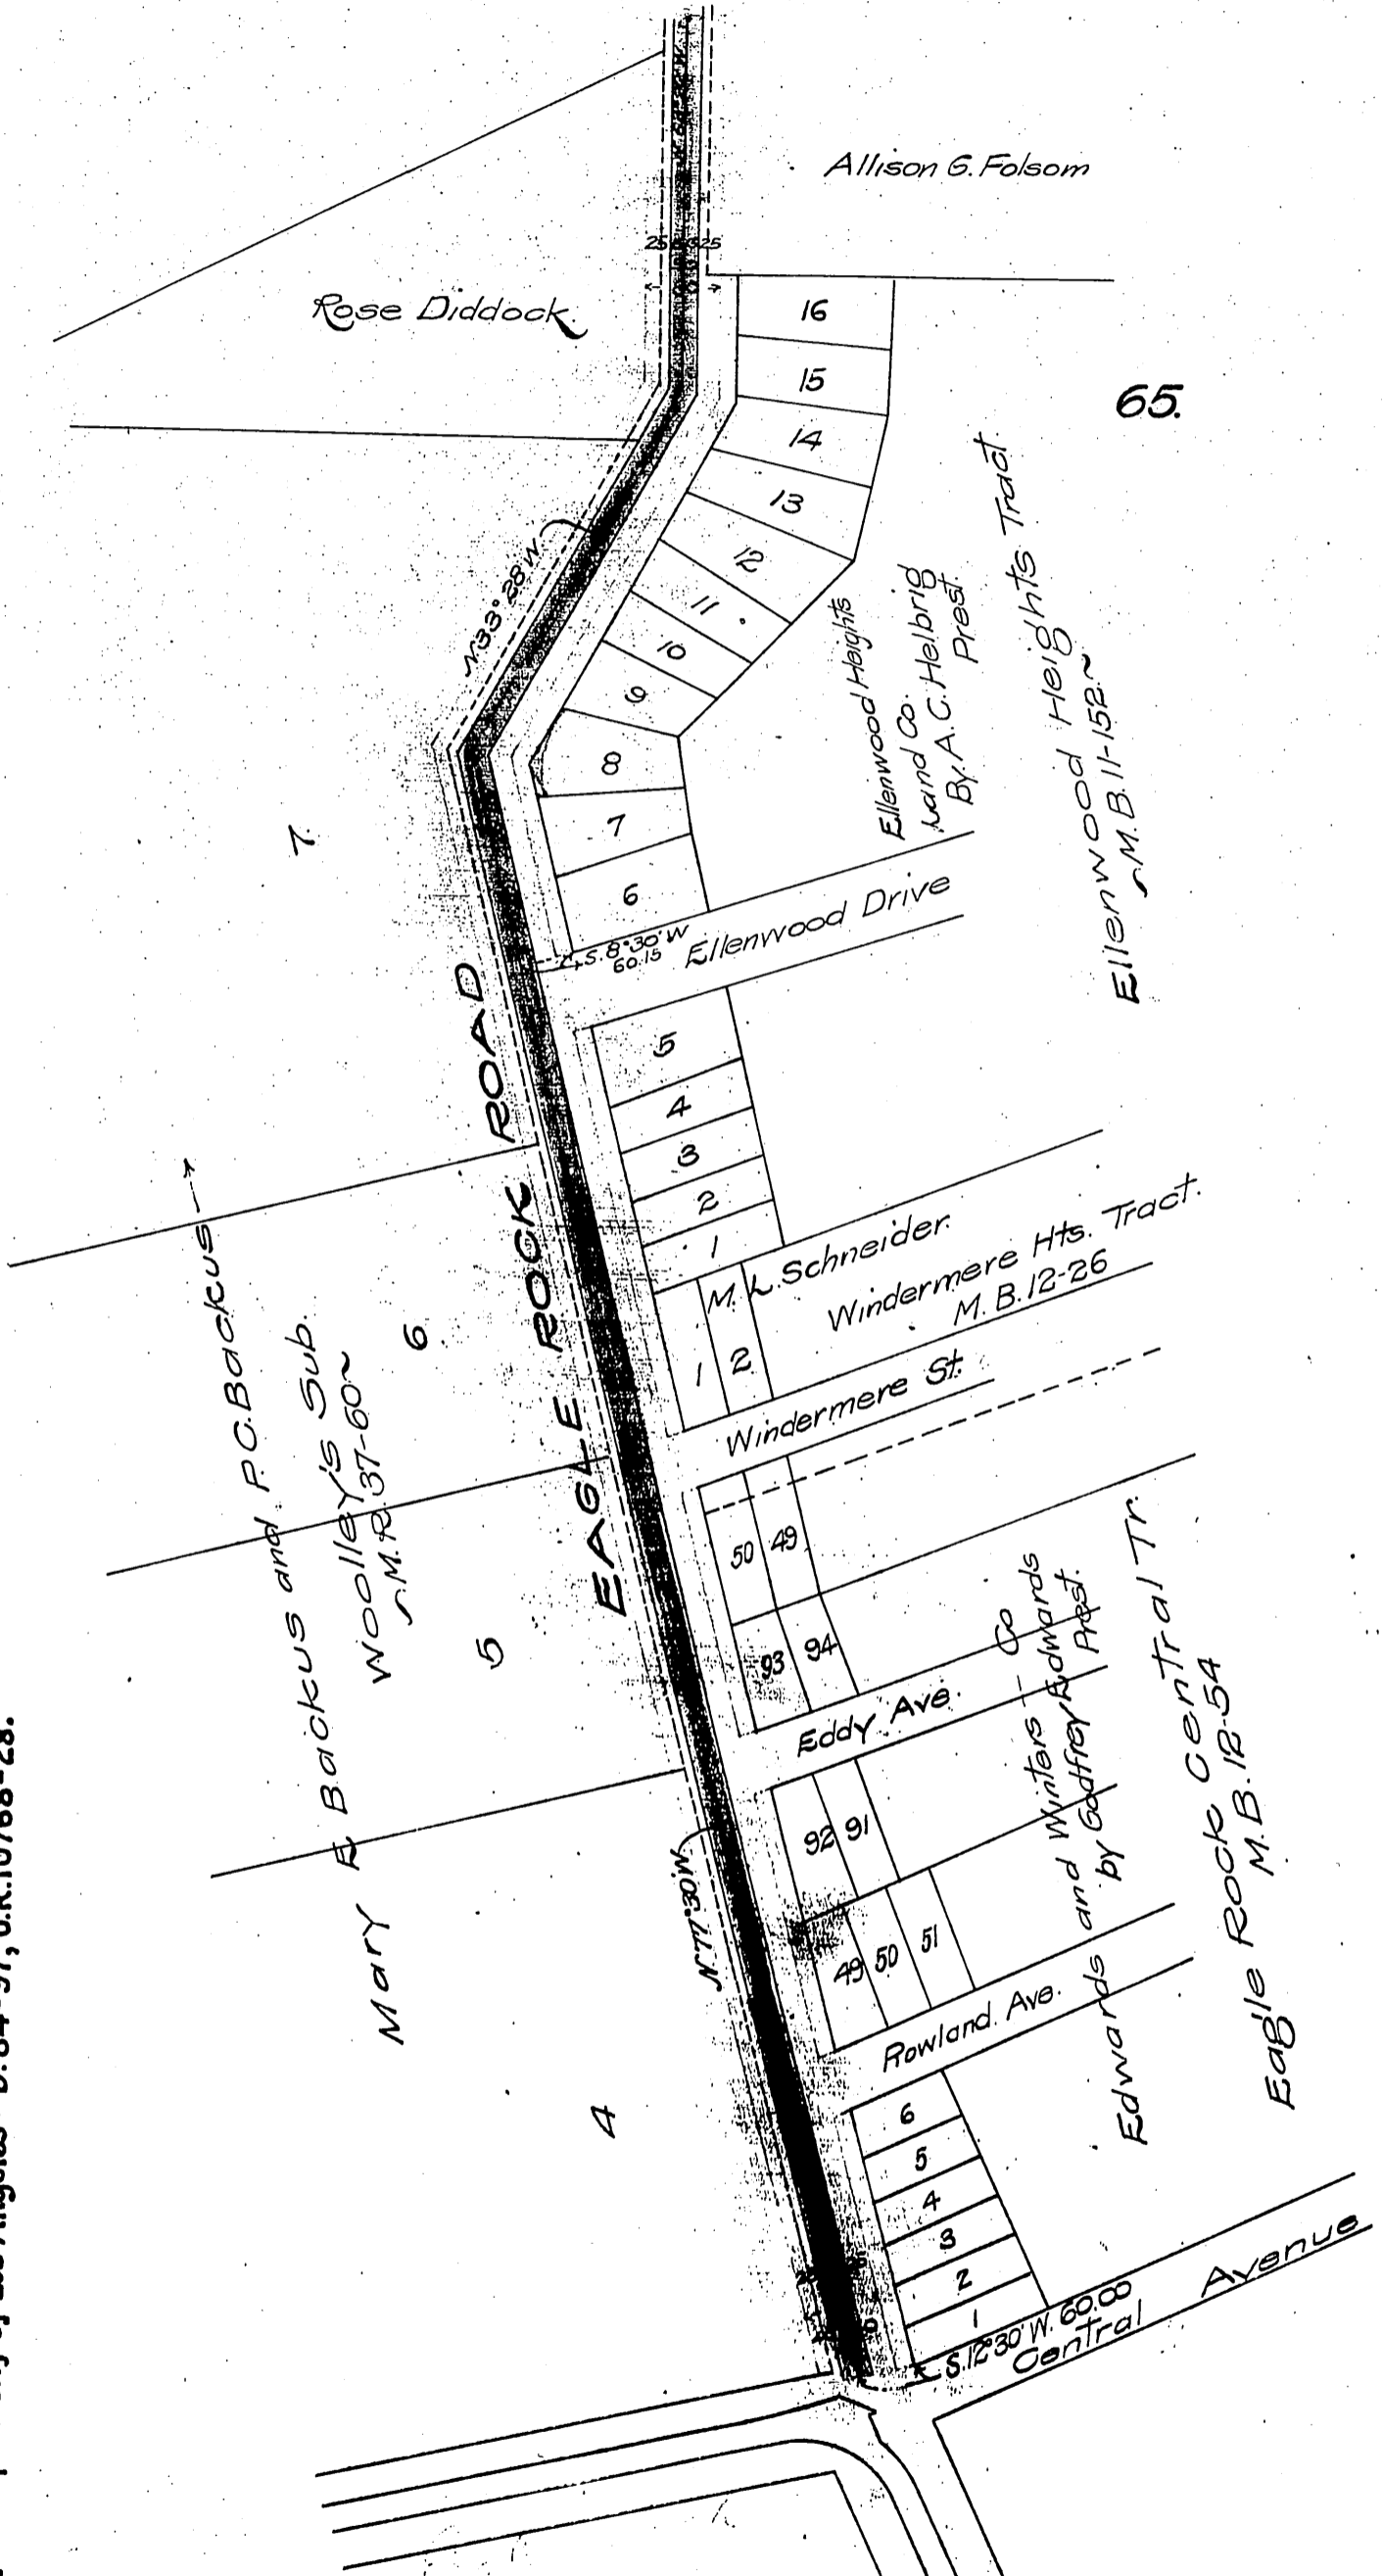 Allison G. Folsom
25 25
Rose Diddock.
16
15
65.
14
13
12
11
10
9
8
7
6
N33°28'W.
Ellenwood Heights
Land Co.
By. A.C. Helbrig
Prest.
Ellenwood Heights Tract.
~M.B.11-152.~
7.
S.8°30'W
60.15
Ellenwood Drive
EAGLE ROCK ROAD
5
4
3
2
1
M.L. Schneider.
Windermere Hts. Tract.
M.B.12-26
1 2
Windermere St.
Mary E Backus and P.C. Backus→
Woolley's Sub.
~M.R.37-60~
6
5
4
50 49
93 94
Eddy Ave.
92 91
N.17°30'W.
49 50 51
Rowland. Ave.
Edwards and Winters Co
by Godfrey Edwards
Prest.
Eagle Rock Central Tr.
M.B.12-54
6
5
4
3
2
1
S.12°30'W. 60.00
Central Avenue